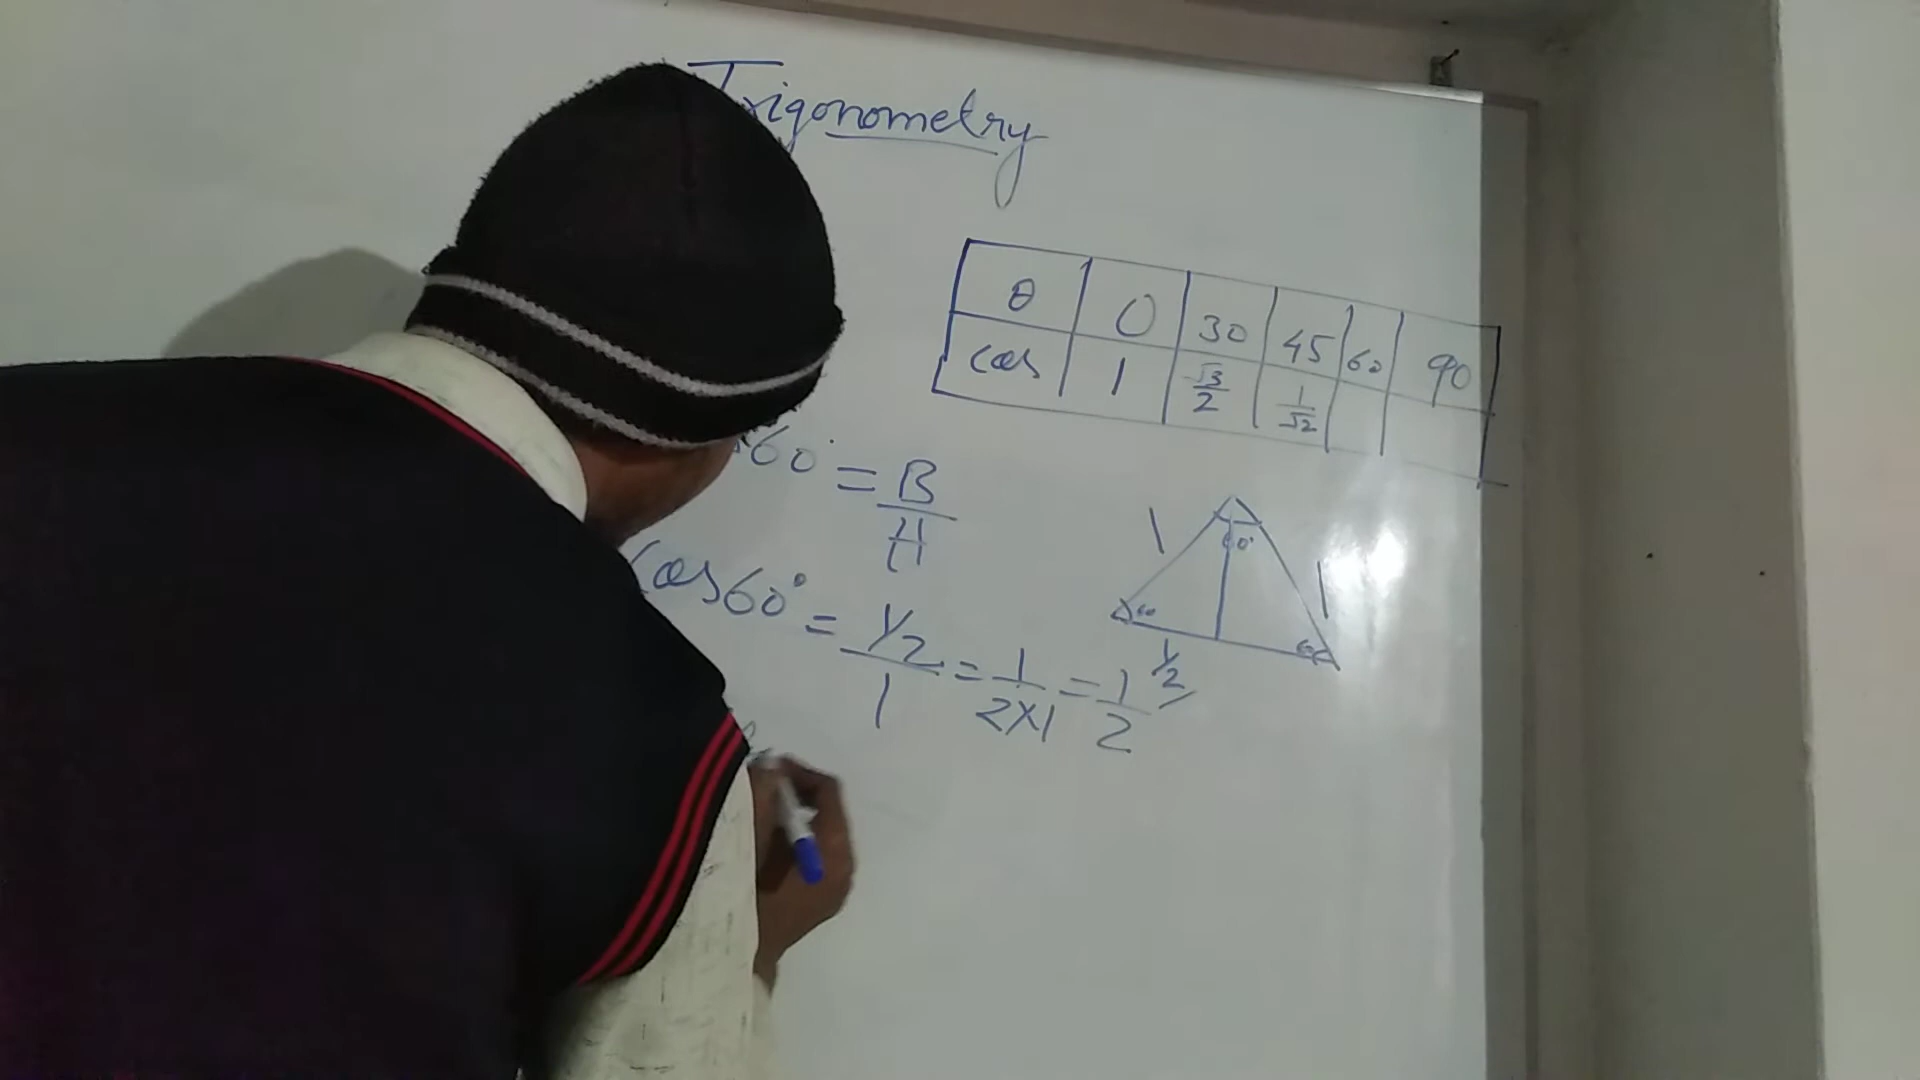 Trigonometry
θ 0 30 45 60 90
cos 1 √3/2 1/√2
60° = B/H
Cos60° = 1/2/1 = 1/2×1 = 1/2
1
60°
1
60
60
1/2